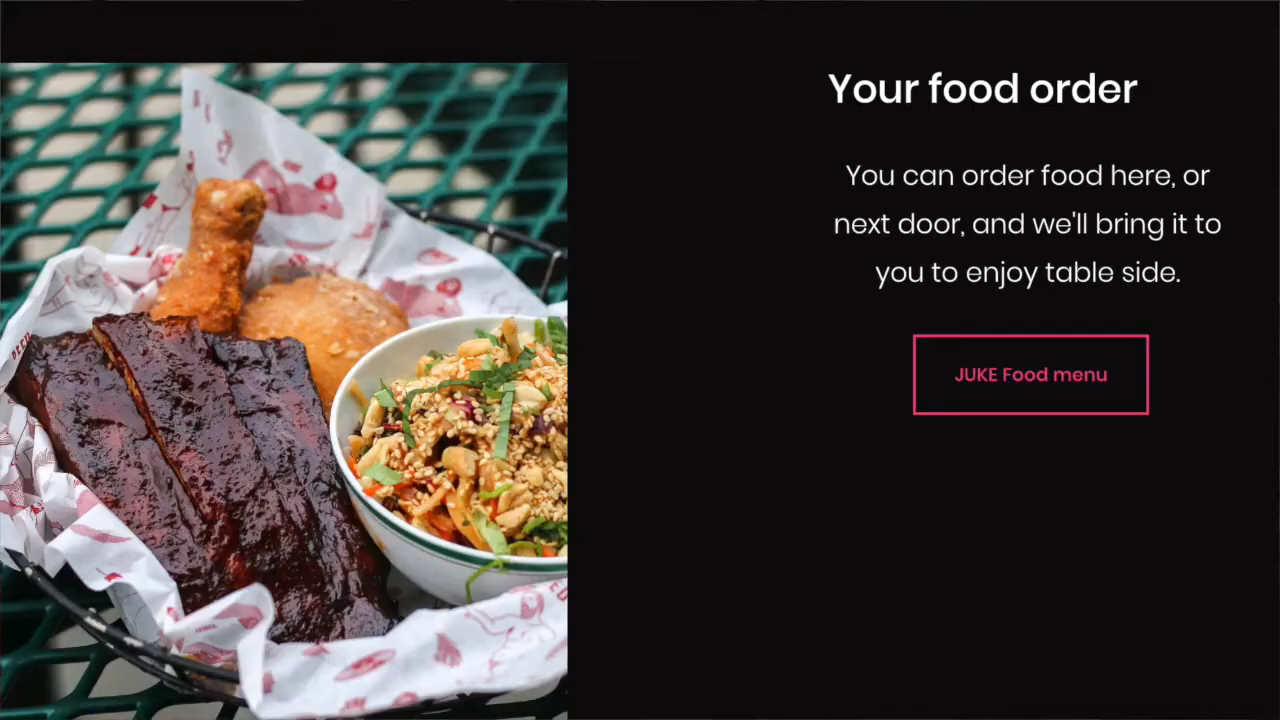 Your food order
You can order food here, or
next door, and we'll bring it to
you to enjoy table side.
JUKE Food menu